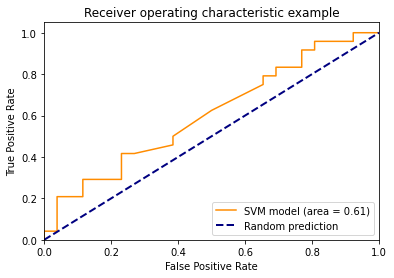 Receiver operating characteristic example
True Positive Rate
1.0
0.8
0.6
0.4
0.2
0.0
SVM model (area = 0.61)
Random prediction
0.0 0.2 0.4 0.6 0.8 1.0
False Positive Rate